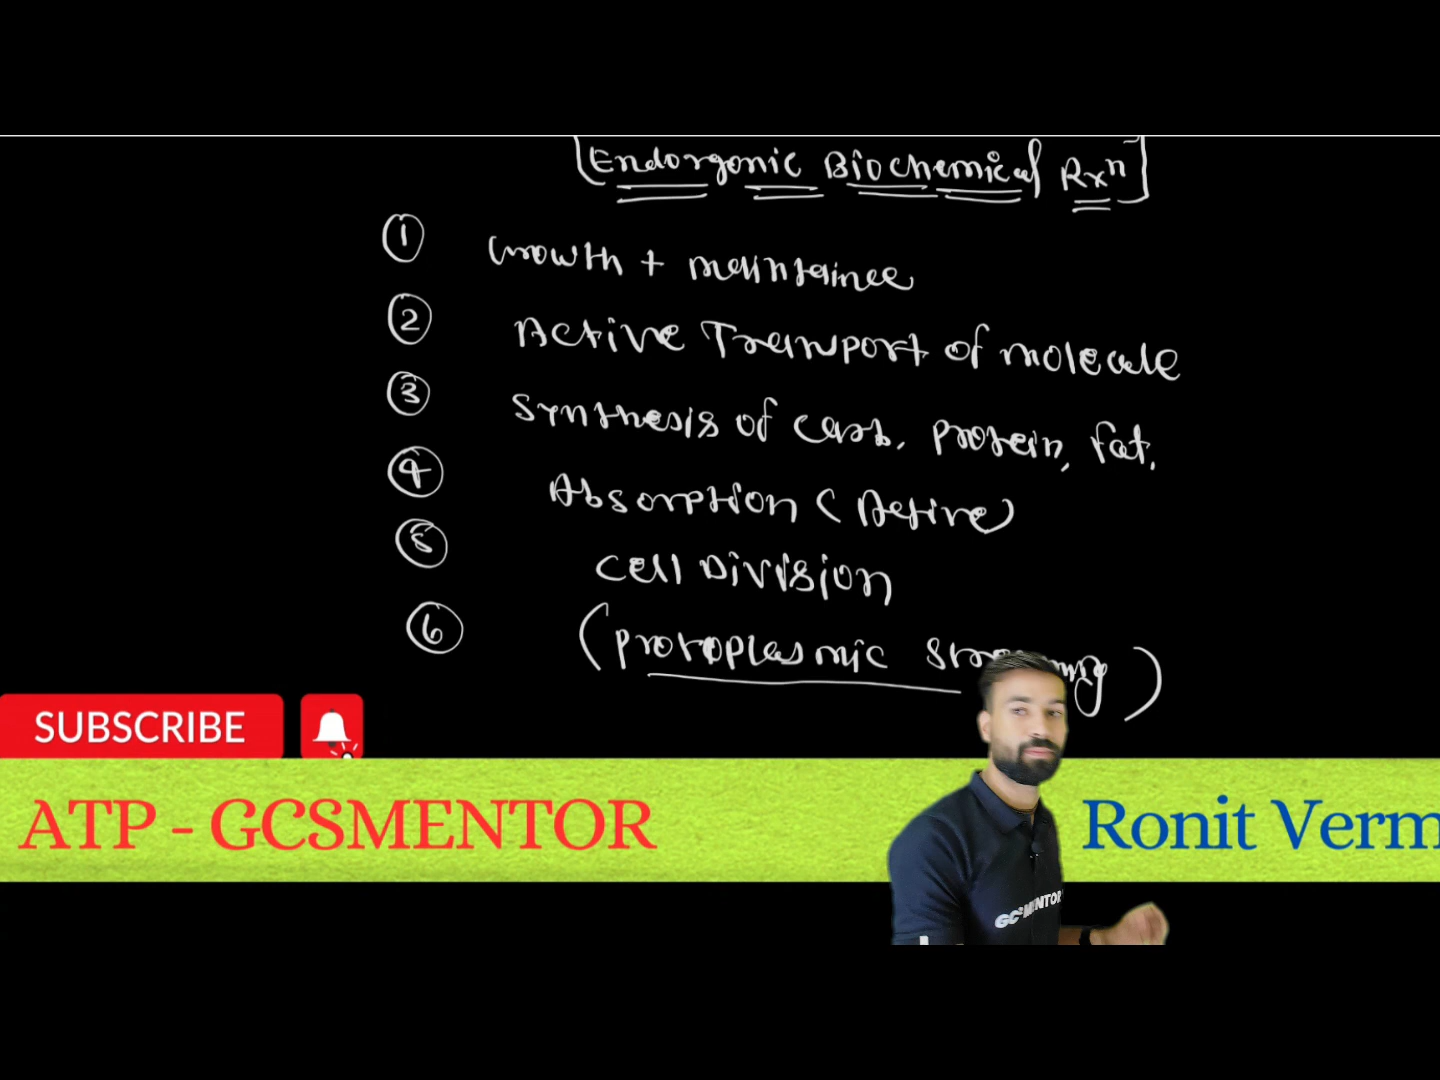 [Endorgonic Biochemical Rxn]
① Growth + maintaince
② Active Transport of molecule
③ Synthesis of carb, protein, fat.
④ Absorption (Active)
⑤ Cell Division
⑥ (protoplasmic
SUBSCRIBE
ATP - GCSMENTOR
Ronit Verm